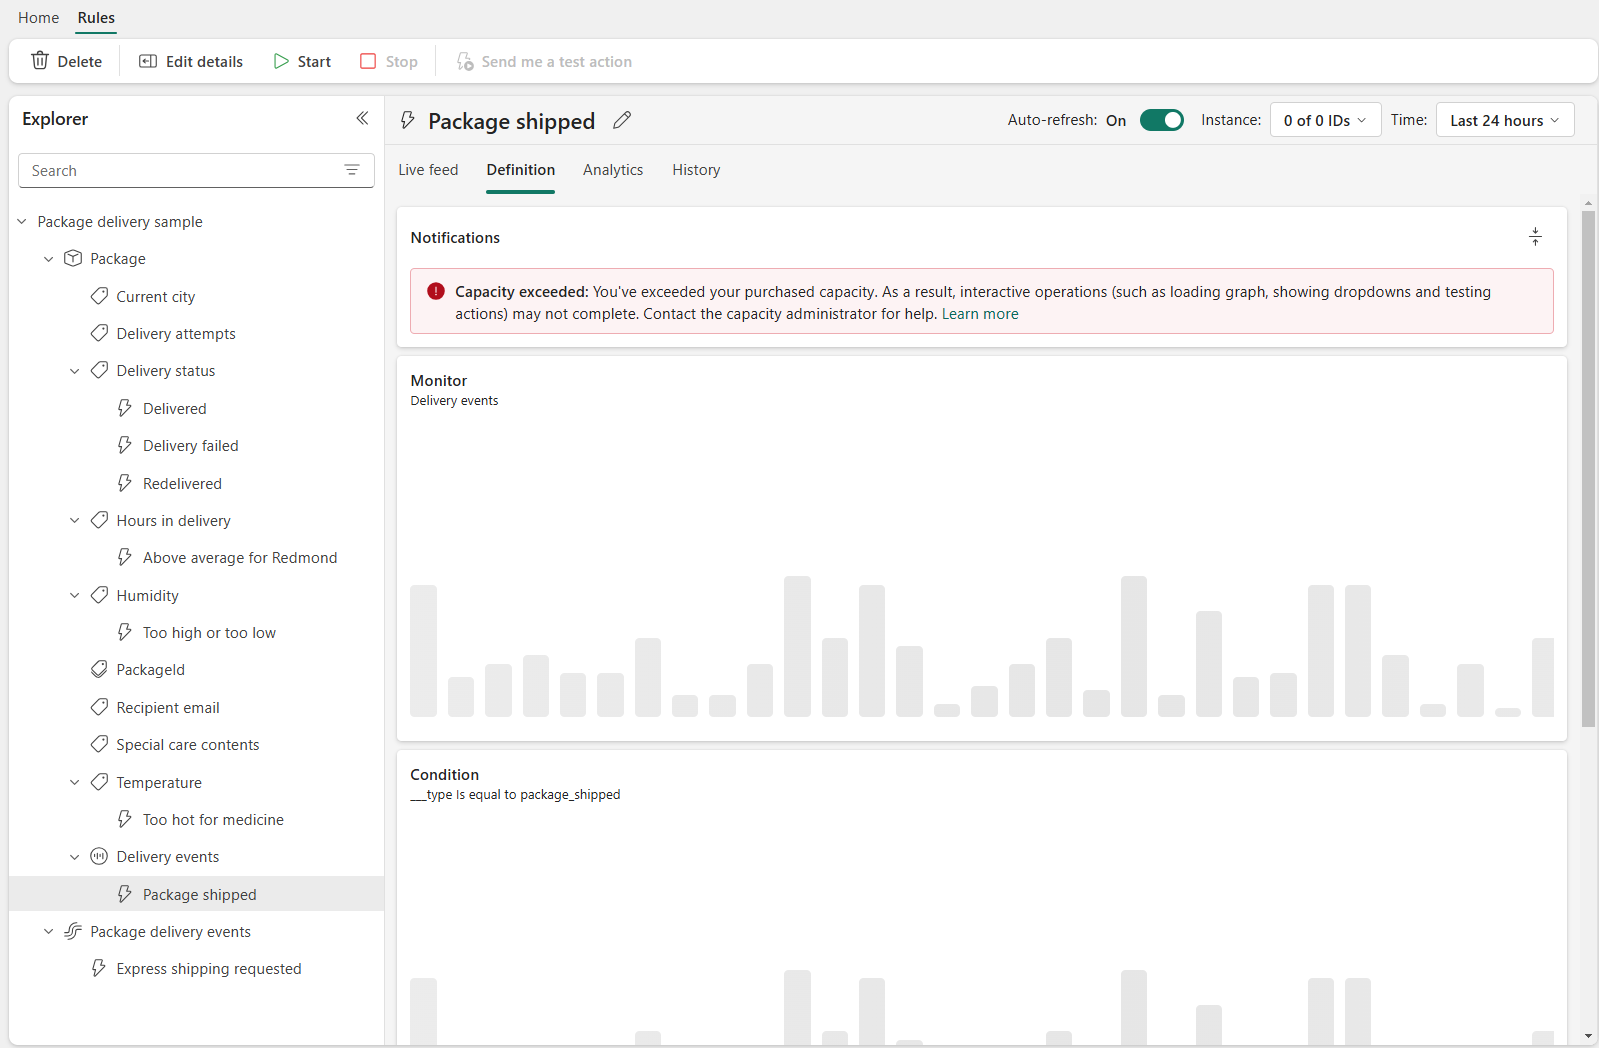 Home Rules
Delete Edit details Start Stop Send me a test action
Explorer
Search
Package delivery sample
Package
Current city
Delivery attempts
Delivery status
Delivered
Delivery failed
Redelivered
Hours in delivery
Above average for Redmond
Humidity
Too high or too low
PackageId
Recipient email
Special care contents
Temperature
Too hot for medicine
Delivery events
Package shipped
Package delivery events
Express shipping requested
Package shipped
Auto-refresh: On Instance: 0 of 0 IDs Time: Last 24 hours
Live feed Definition Analytics History
Notifications
Capacity exceeded: You've exceeded your purchased capacity. As a result, interactive operations (such as loading graph, showing dropdowns and testing
actions) may not complete. Contact the capacity administrator for help. Learn more
Monitor
Delivery events
Condition
___type Is equal to package_shipped